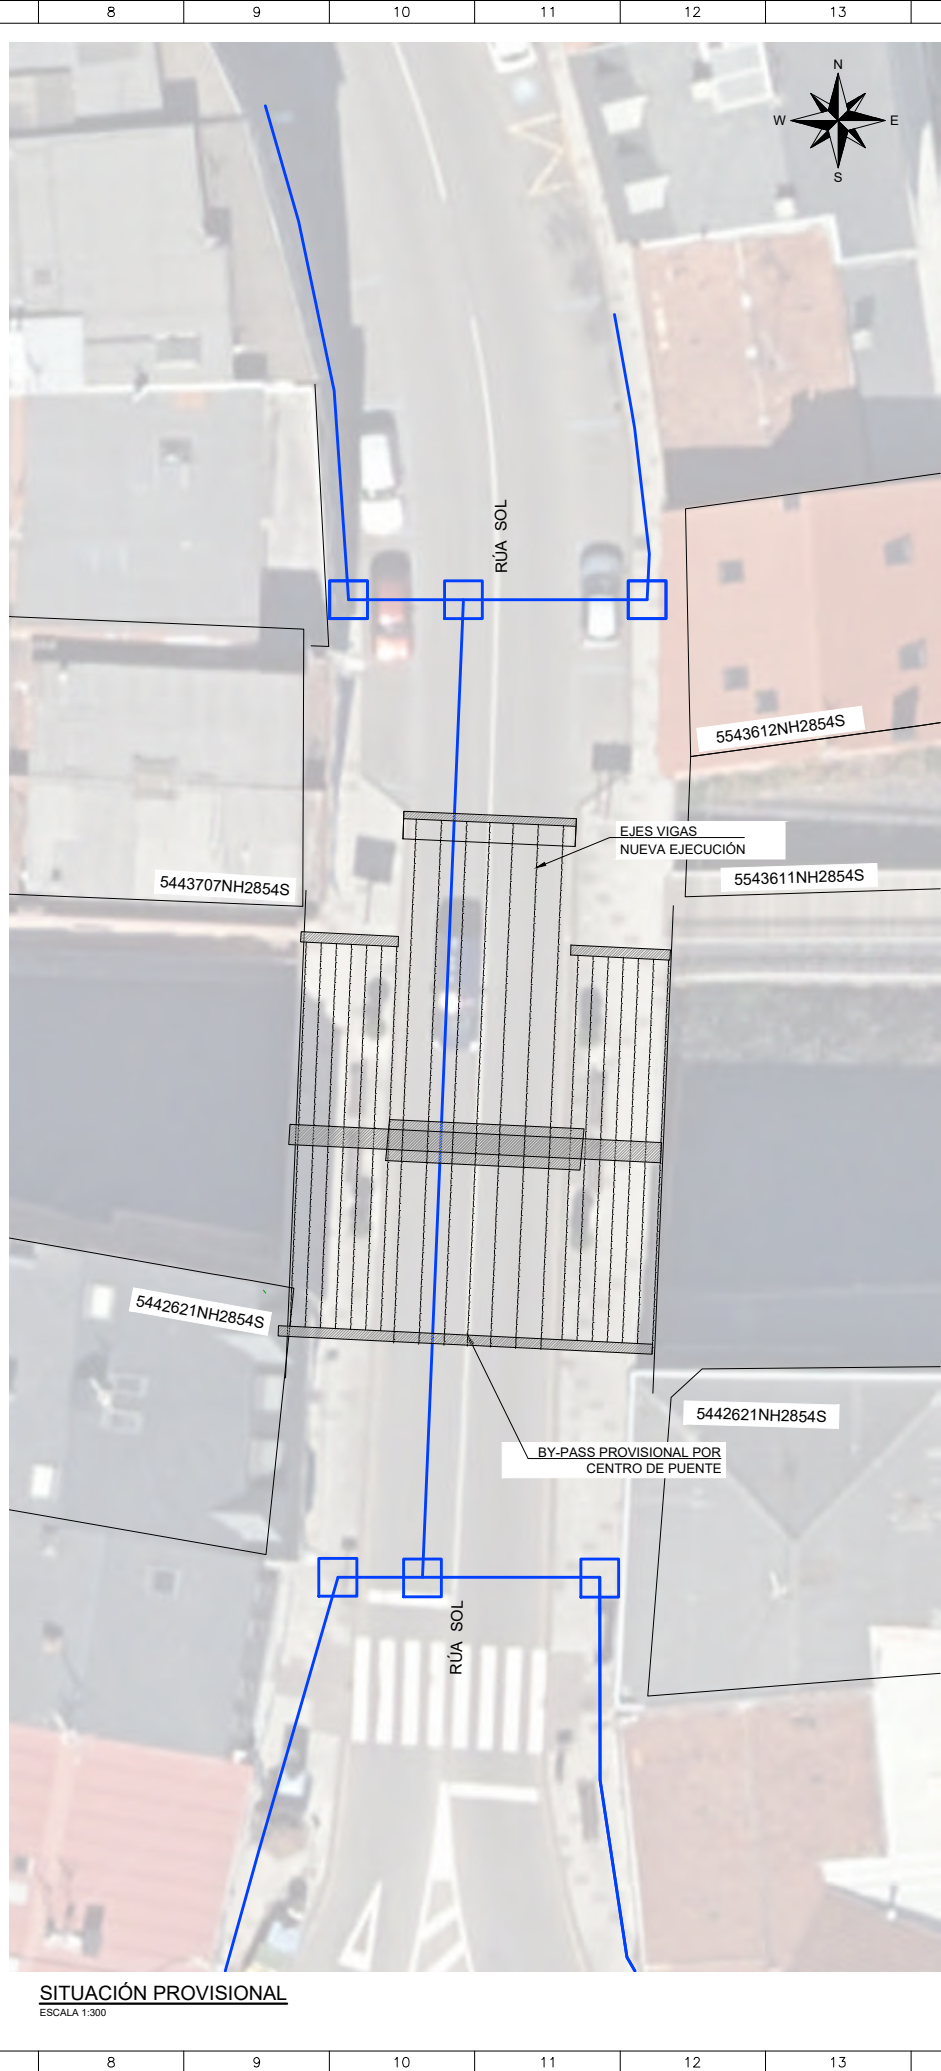 8 9 10 11 12 13
N
W E
S
RÚA SOL
5543612NH2854S
EJES VIGAS
NUEVA EJECUCIÓN
5443707NH2854S
5543611NH2854S
5442621NH2854S
5442621NH2854S
BY-PASS PROVISIONAL POR
CENTRO DE PUENTE
RÚA SOL
SITUACIÓN PROVISIONAL
ESCALA 1:300
8 9 10 11 12 13